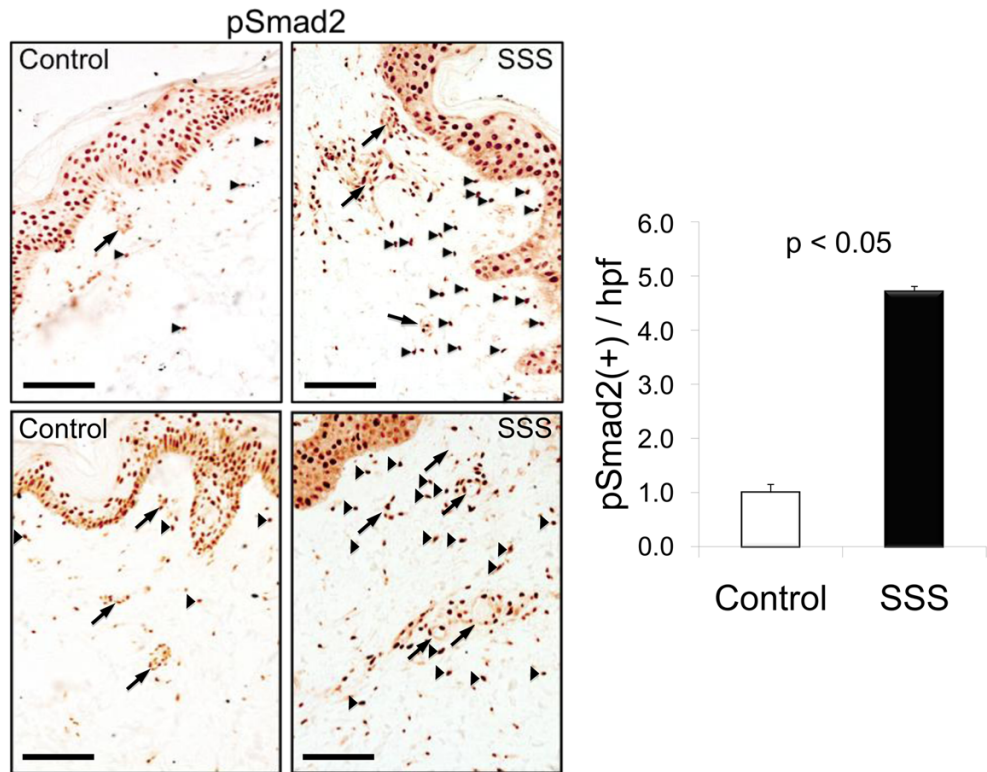 pSmad2
Control
SSS
Control
SSS
pSmad2(+) / hpf
6.0
5.0
4.0
3.0
2.0
1.0
0.0
p < 0.05
Control
SSS